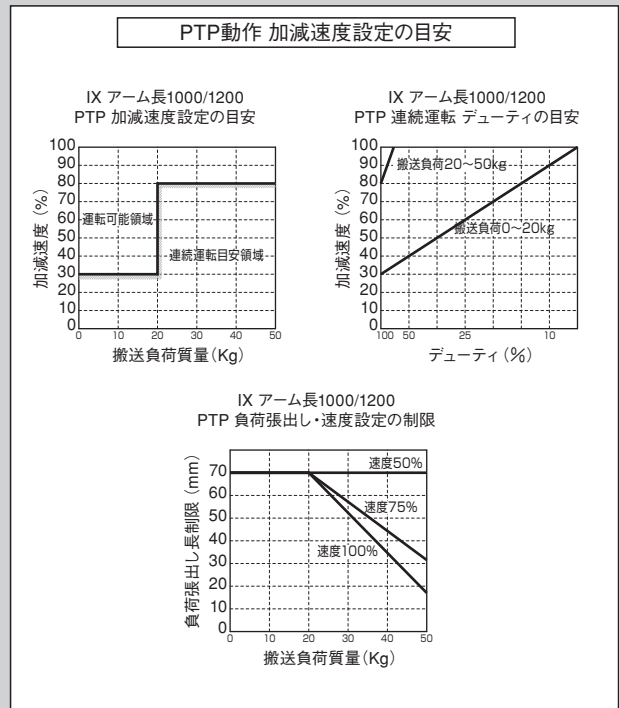 PTP動作 加減速度設定の目安
IX アーム長1000/1200
PTP 加減速度設定の目安
加減速度（%）
100
90
80
70
60
50
40
30
20
10
0
運転可能領域
連続運転目安領域
0 10 20 30 40 50
搬送負荷質量（Kg）
IX アーム長1000/1200
PTP 連続運転 デューティの目安
加減速度（%）
100
90
80
70
60
50
40
30
20
10
0
搬送負荷20～50kg
搬送負荷0～20kg
100 50 25 10
デューティ（%）
IX アーム長1000/1200
PTP 負荷張出し・速度設定の制限
負荷張出し長制限（mm）
70
60
50
40
30
20
10
0
速度50%
速度75%
速度100%
0 10 20 30 40 50
搬送負荷質量（Kg）